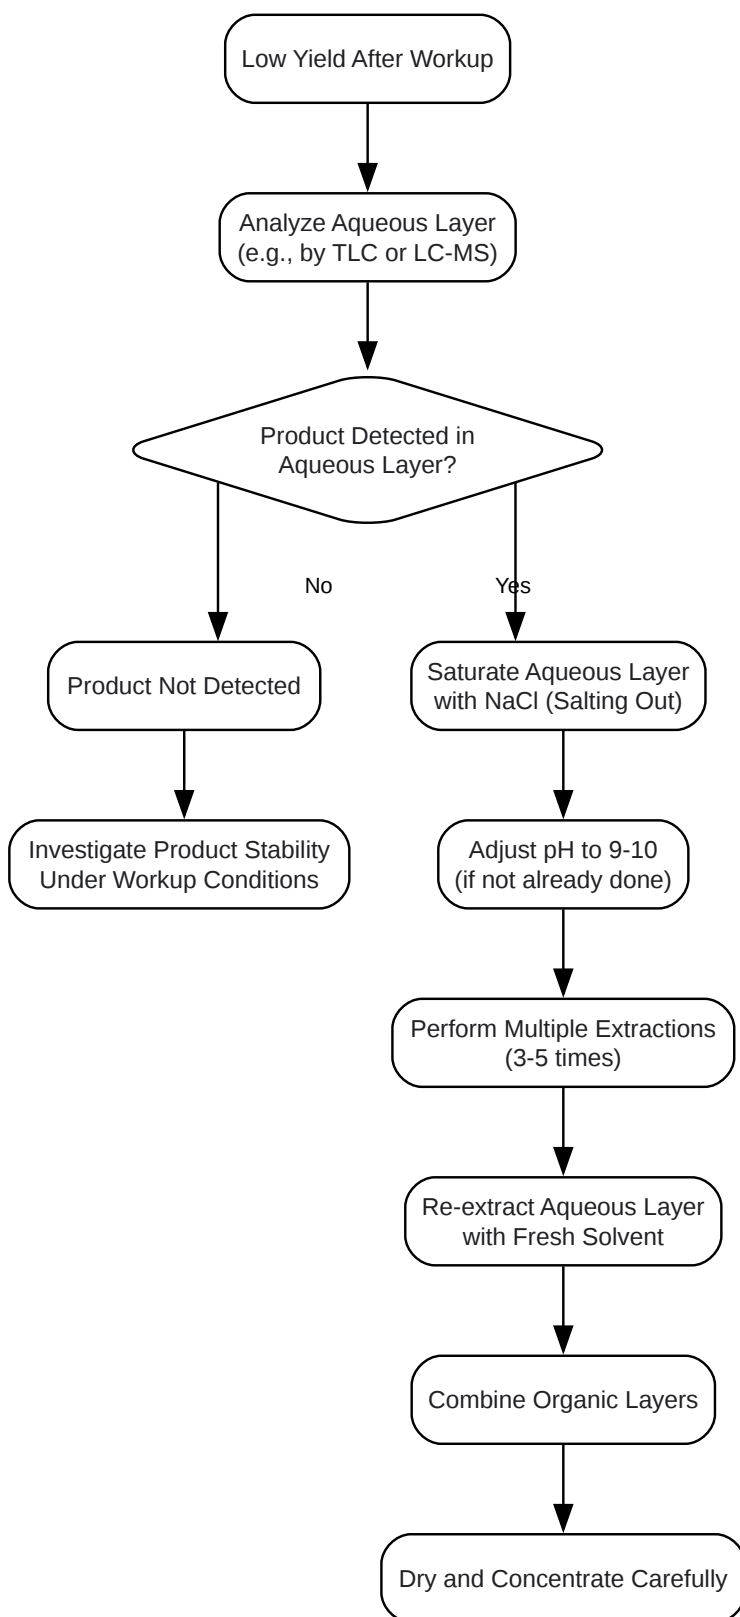 Low Yield After Workup
Analyze Aqueous Layer
(e.g., by TLC or LC-MS)
Product Detected in
Aqueous Layer?
No
Yes
Product Not Detected
Saturate Aqueous Layer
with NaCl (Salting Out)
Investigate Product Stability
Under Workup Conditions
Adjust pH to 9-10
(if not already done)
Perform Multiple Extractions
(3-5 times)
Re-extract Aqueous Layer
with Fresh Solvent
Combine Organic Layers
Dry and Concentrate Carefully